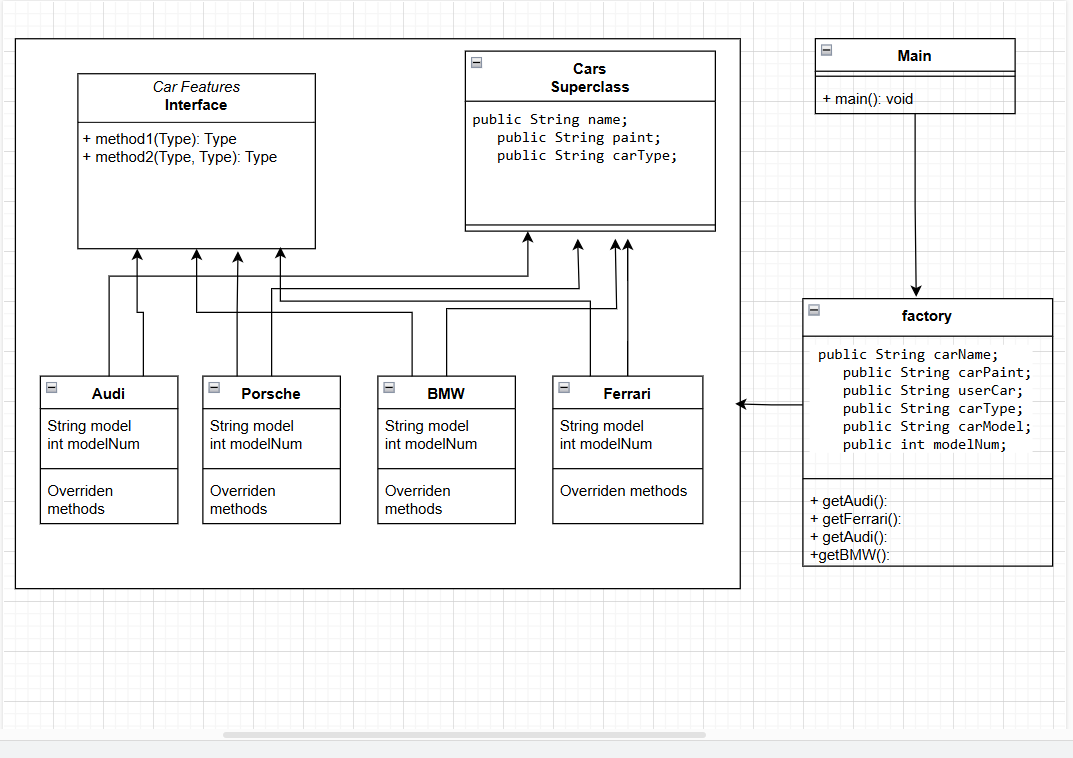 Car Features
Interface
+ method1(Type): Type
+ method2(Type, Type): Type
Cars
Superclass
public String name;
public String paint;
public String carType;
Main
+ main(): void
Audi
String model
int modelNum
Overriden
methods
Porsche
String model
int modelNum
Overriden
methods
BMW
String model
int modelNum
Overriden
methods
Ferrari
String model
int modelNum
Overriden methods
factory
public String carName;
public String carPaint;
public String userCar;
public String carType;
public String carModel;
public int modelNum;
+ getAudi():
+ getFerrari():
+ getAudi():
+getBMW():